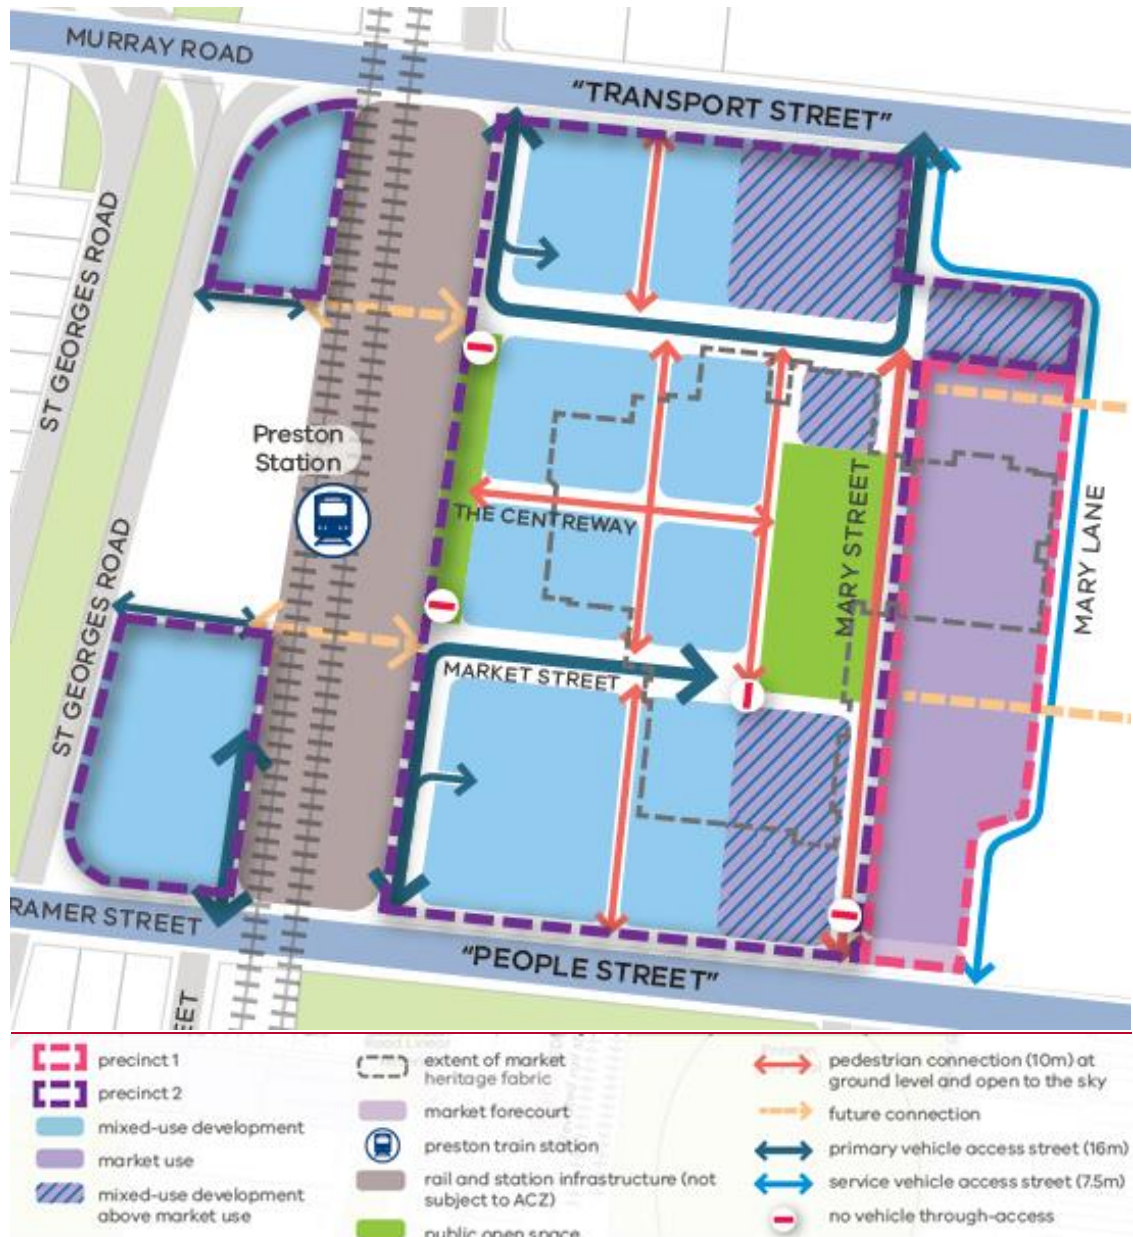 MURRAY ROAD
"TRANSPORT STREET"
ST GEORGES ROAD
Preston
Station
THE CENTREWAY
MARY STREET
MARY LANE
ST GEORGES ROAD
MARKET STREET
RAMER STREET
"PEOPLE STREET"
EET
precinct 1
precinct 2
mixed-use development
market use
mixed-use development
above market use
extent of market
heritage fabric
market forecourt
preston train station
rail and station infrastructure (not
subject to ACZ)
public open space
pedestrian connection (10m) at
ground level and open to the sky
future connection
primary vehicle access street (16m)
service vehicle access street (7.5m)
no vehicle through-access